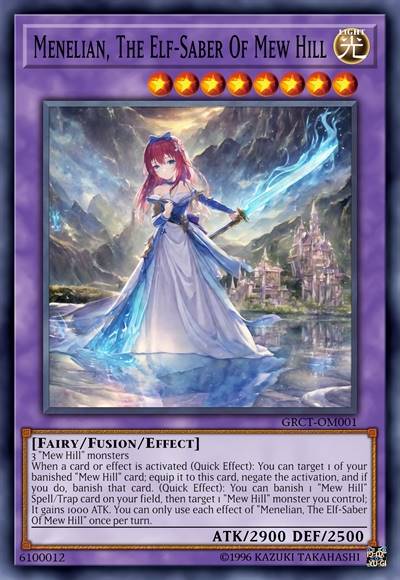 Menelian, The Elf-Saber Of Mew Hill
LIGHT
光
GRCT-OM001
[Fairy/Fusion/Effect]
3 "Mew Hill" monsters
When a card or effect is activated (Quick Effect): You can target 1 of your
banished "Mew Hill" card; equip it to this card, negate the activation, and if
you do, banish that card. (Quick Effect): You can banish 1 "Mew Hill"
Spell/Trap card on your field, then target 1 "Mew Hill" monster you control;
It gains 1000 ATK. You can only use each effect of "Menelian, The Elf-Saber
Of Mew Hill" once per turn.
ATK/2900 DEF/2500
6100012
©1996 KAZUKI TAKAHASHI